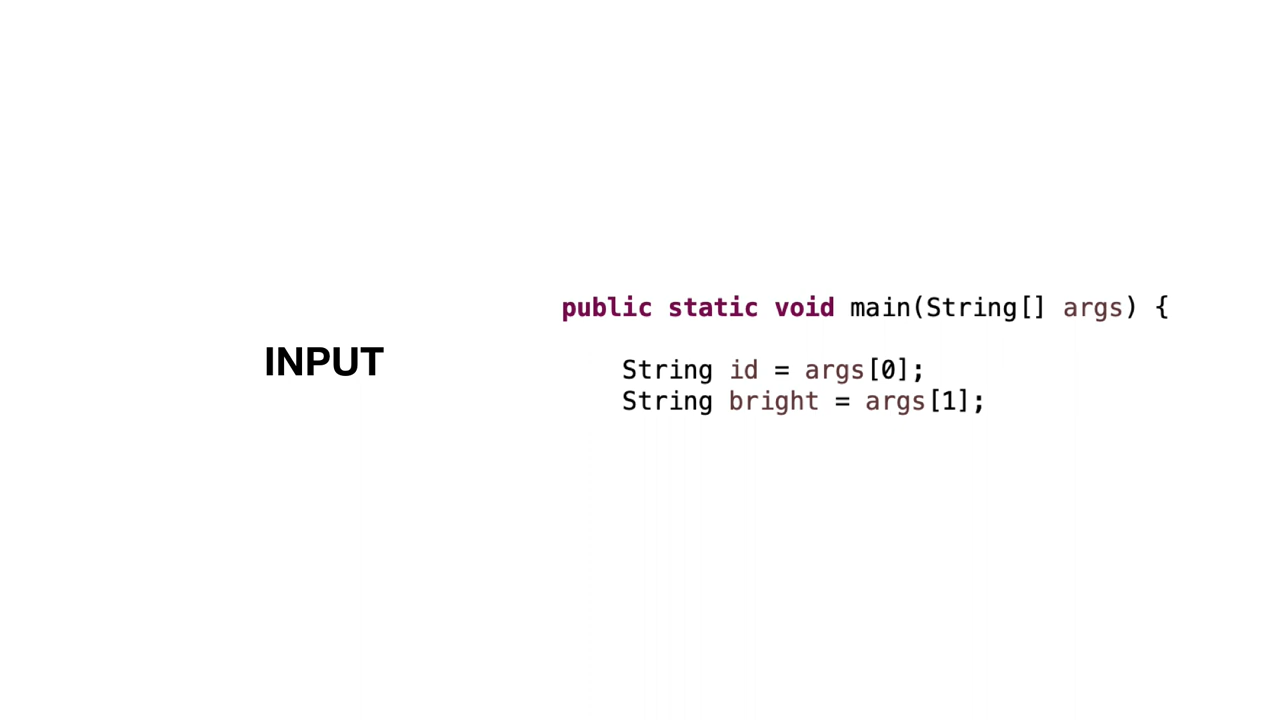 INPUT
public static void main(String[] args) {
String id = args[0];
String bright = args[1];